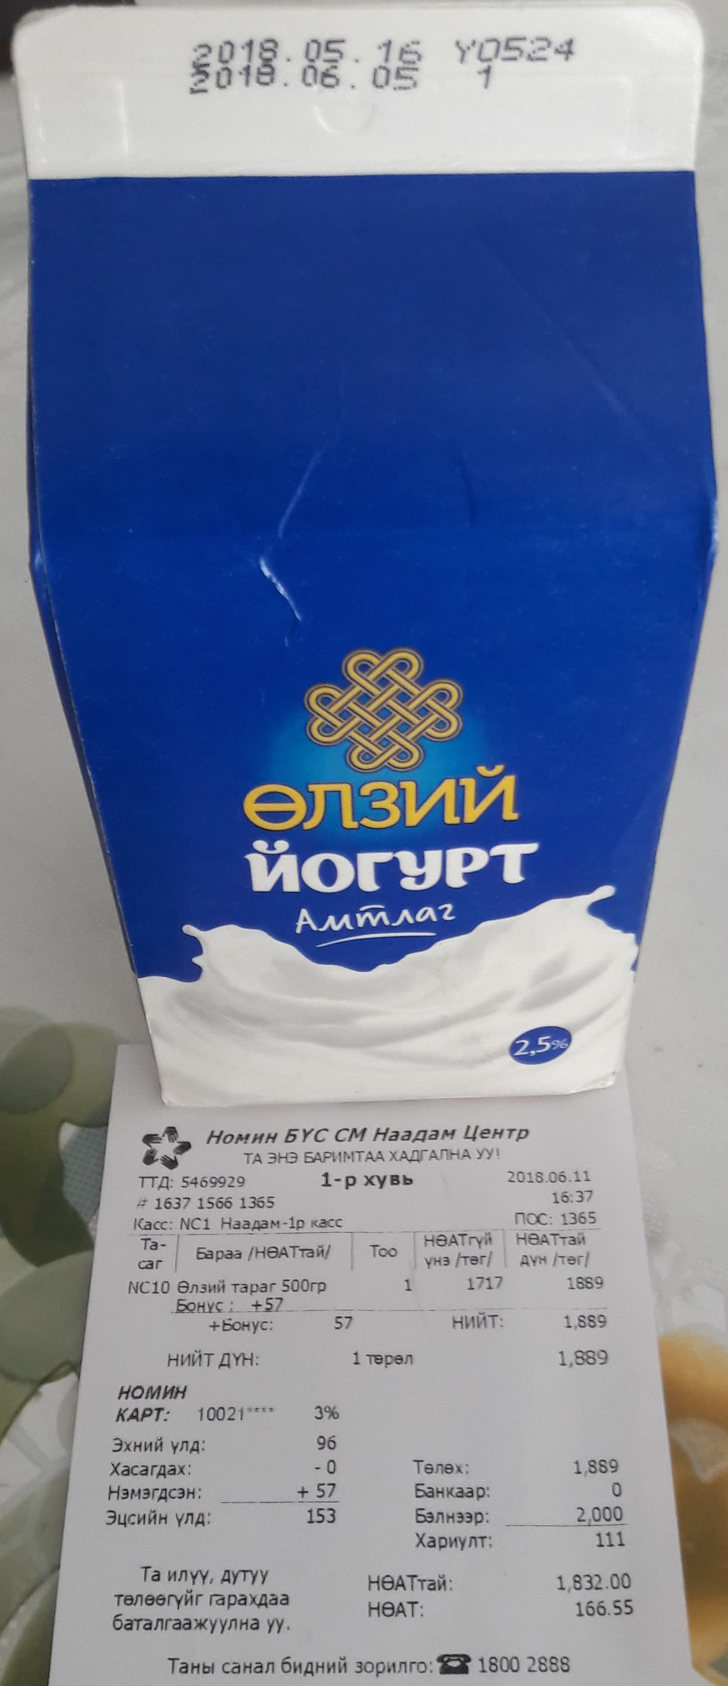 2018.05.16 Y0524
2018.06.05 1
ӨЛЗИЙ
ЙОГУРТ
Амтлаг
2,5%
Номин БҮС СМ Наадам Центр
ТА ЭНЭ БАРИМТАА ХАДГАЛНА УУ!
ТТД: 5469929 1-р хувь 2018.06.11
# 1637 1566 1365 16:37
Касс: NC1 Наадам-1р касс ПОС: 1365
Та-саг Бараа /НӨАТтай/ Тоо НӨАТгүй үнэ /төг/ НӨАТтай дүн /төг/
NC10 Өлзий тараг 500гр 1 1717 1889
Бонус : +57
+Бонус: 57 НИЙТ: 1,889
НИЙТ ДҮН: 1 төрөл 1,889
НОМИН
КАРТ: 10021**** 3%
Эхний үлд: 96
Хасагдах: - 0 Төлөх: 1,889
Нэмэгдсэн: + 57 Банкаар: 0
Эцсийн үлд: 153 Бэлнээр: 2,000
Хариулт: 111
Та илүү, дутуу
төлөөгүйг гарахдаа
баталгаажуулна уу.
НӨАТтай: 1,832.00
НӨАТ: 166.55
Таны санал бидний зорилго: ☎ 1800 2888